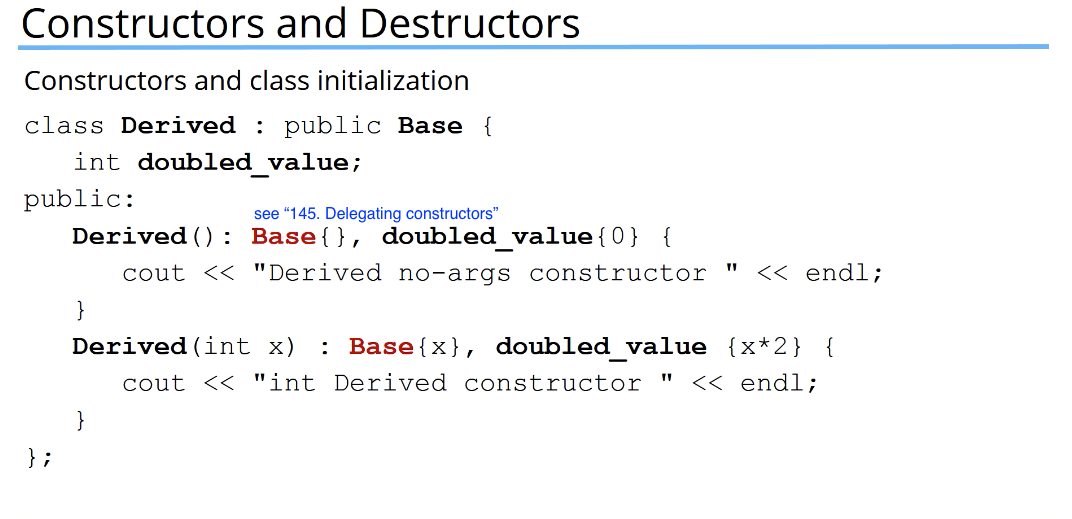 Constructors and Destructors
Constructors and class initialization
class Derived : public Base {
int doubled_value;
public:
see “145. Delegating constructors”
Derived(): Base{}, doubled_value{0} {
cout << "Derived no-args constructor " << endl;
}
Derived(int x) : Base{x}, doubled_value {x*2} {
cout << "int Derived constructor " << endl;
}
};